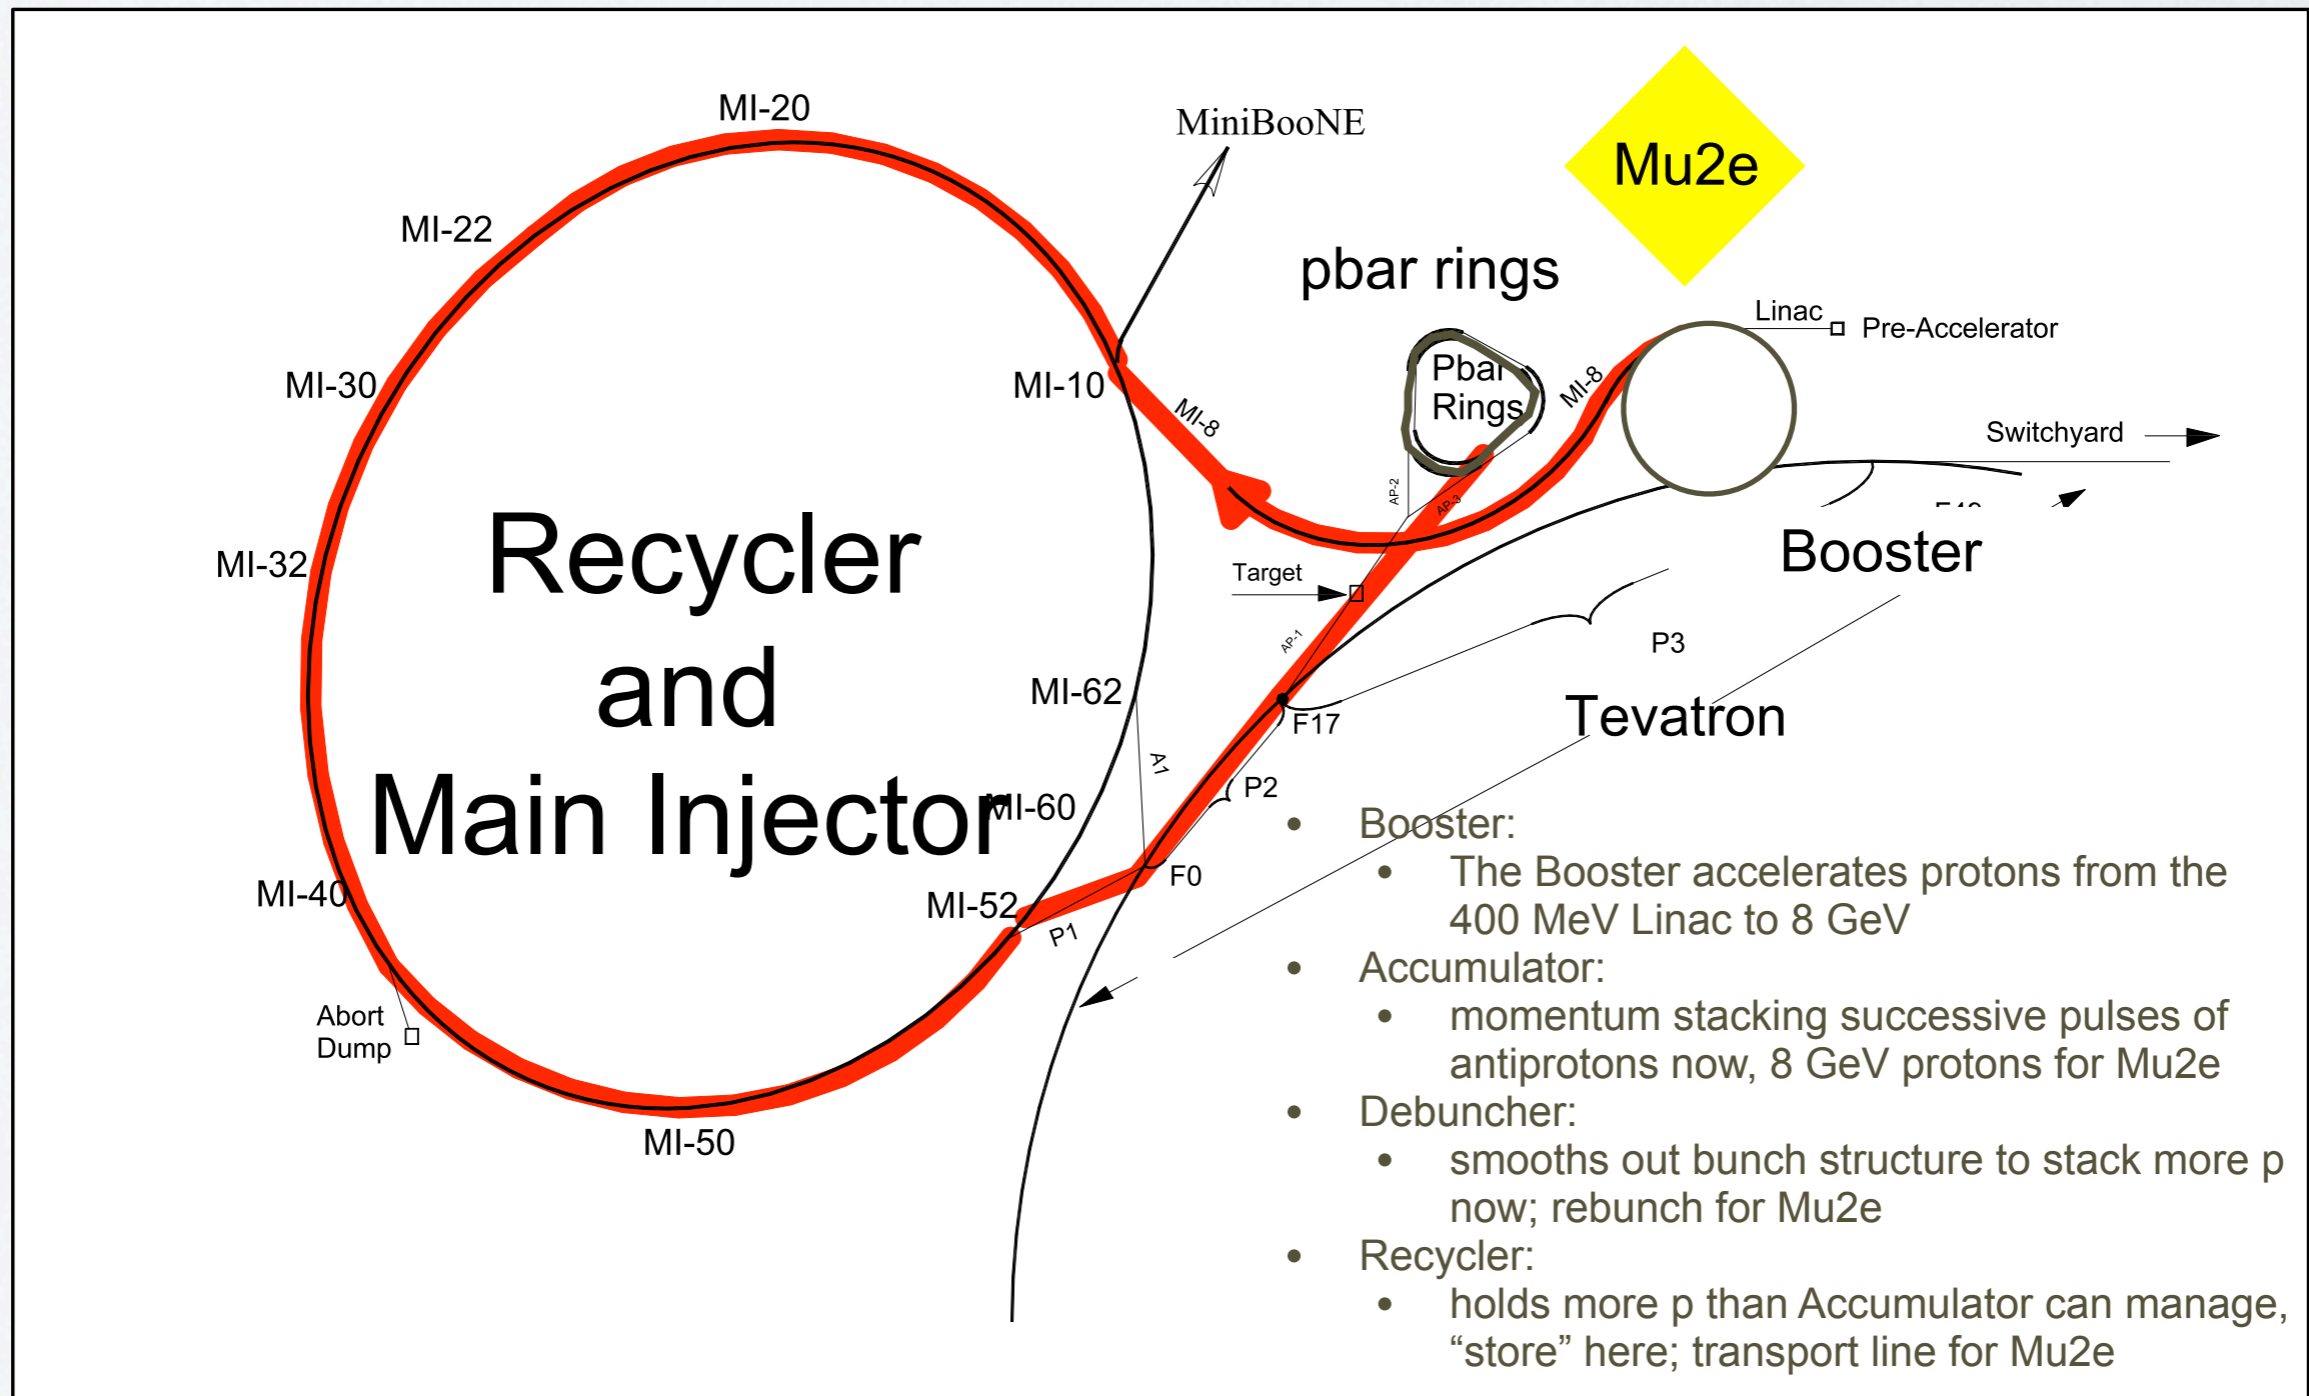 MI-20
MiniBooNE
Mu2e
MI-22
pbar rings
Linac
Pre-Accelerator
MI-30
MI-10
MI-8
Pbar
Rings
MI-8
Switchyard
AP-2
AP-3
Recycler
and
Main Injector
MI-32
Target
Booster
AP-1
P3
MI-62
F17
Tevatron
A1
P2
MI-60
F0
MI-40
MI-52
P1
Abort
Dump
MI-50
• Booster:
• The Booster accelerates protons from the
400 MeV Linac to 8 GeV
• Accumulator:
• momentum stacking successive pulses of
antiprotons now, 8 GeV protons for Mu2e
• Debuncher:
• smooths out bunch structure to stack more p
now; rebunch for Mu2e
• Recycler:
• holds more p than Accumulator can manage,
“store” here; transport line for Mu2e